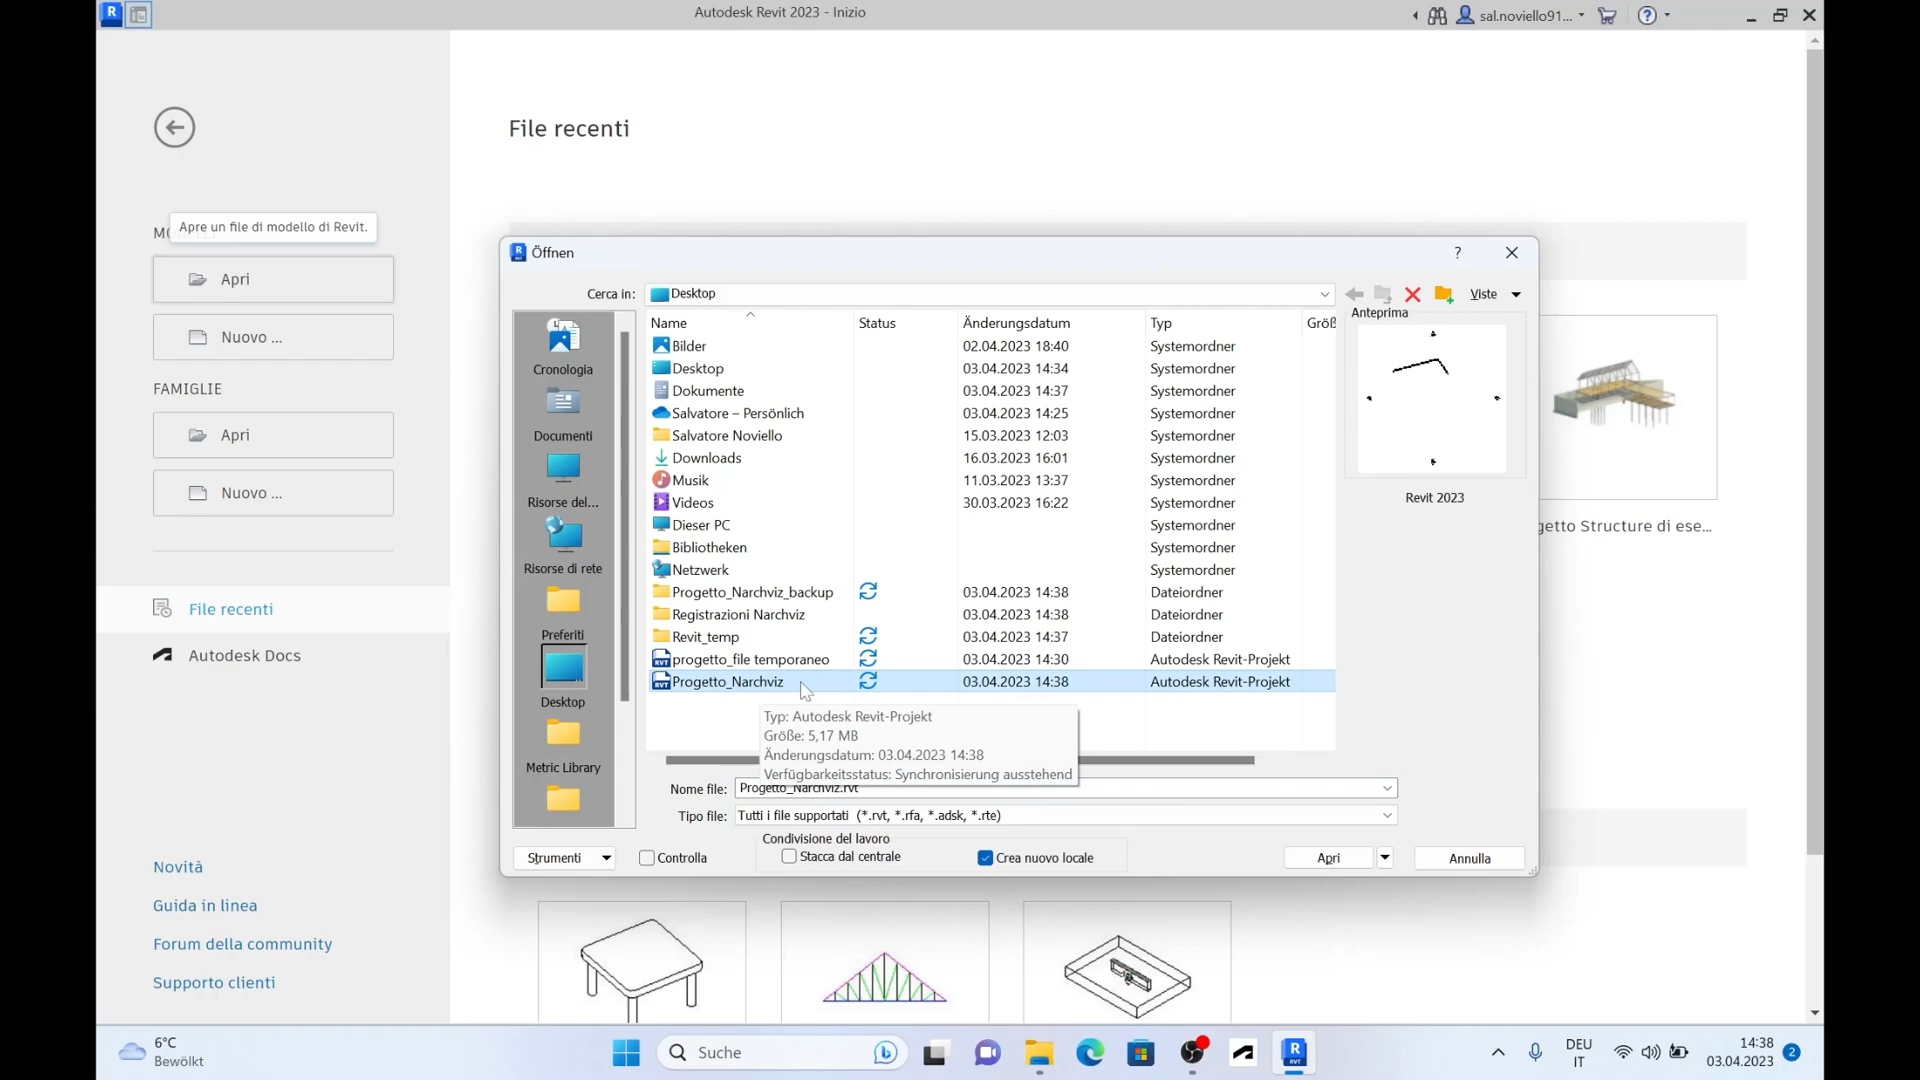 Autodesk Revit 2023 - Inizio
sal.noviello91...
File recenti
Apre un file di modello di Revit.
Apri
Nuovo ...
FAMIGLIE
Apri
Nuovo ...
File recenti
Autodesk Docs
Novità
Guida in linea
Forum della community
Supporto clienti
Öffnen
?
Cerca in: Desktop
Viste
Cronologia
Documenti
Risorse del...
Risorse di rete
Preferiti
Desktop
Metric Library
Name Status Änderungsdatum Typ Größ
Bilder 02.04.2023 18:40 Systemordner
Desktop 03.04.2023 14:34 Systemordner
Dokumente 03.04.2023 14:37 Systemordner
Salvatore – Persönlich 03.04.2023 14:25 Systemordner
Salvatore Noviello 15.03.2023 12:03 Systemordner
Downloads 16.03.2023 16:01 Systemordner
Musik 11.03.2023 13:37 Systemordner
Videos 30.03.2023 16:22 Systemordner
Dieser PC Systemordner
Bibliotheken Systemordner
Netzwerk Systemordner
Progetto_Narchviz_backup 03.04.2023 14:38 Dateiordner
Registrazioni Narchviz 03.04.2023 14:38 Dateiordner
Revit_temp 03.04.2023 14:37 Dateiordner
progetto_file temporaneo 03.04.2023 14:30 Autodesk Revit-Projekt
Progetto_Narchviz 03.04.2023 14:38 Autodesk Revit-Projekt
Typ: Autodesk Revit-Projekt
Größe: 5,17 MB
Änderungsdatum: 03.04.2023 14:38
Verfügbarkeitsstatus: Synchronisierung ausstehend
Anteprima
Revit 2023
getto Structure di ese...
Nome file: Progetto_Narchviz.rvt
Tipo file: Tutti i file supportati (*.rvt, *.rfa, *.adsk, *.rte)
Condivisione del lavoro
Strumenti Controlla Stacca dal centrale Crea nuovo locale Apri Annulla
6°C
Bewölkt
Suche
DEU
IT
14:38
03.04.2023
2